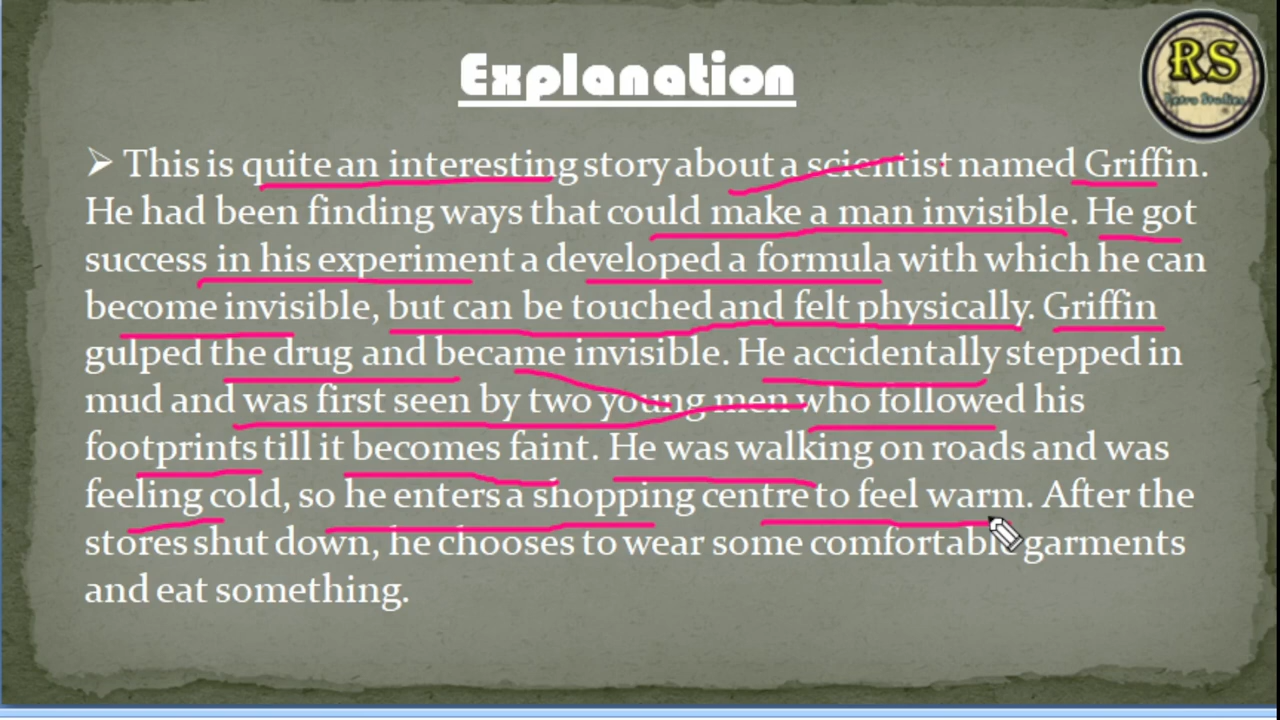 Explanation
RS
Retro Studies
➢ This is quite an interesting story about a scientist named Griffin.
He had been finding ways that could make a man invisible. He got
success in his experiment a developed a formula with which he can
become invisible, but can be touched and felt physically. Griffin
gulped the drug and became invisible. He accidentally stepped in
mud and was first seen by two young men who followed his
footprints till it becomes faint. He was walking on roads and was
feeling cold, so he enters a shopping centre to feel warm. After the
stores shut down, he chooses to wear some comfortable garments
and eat something.